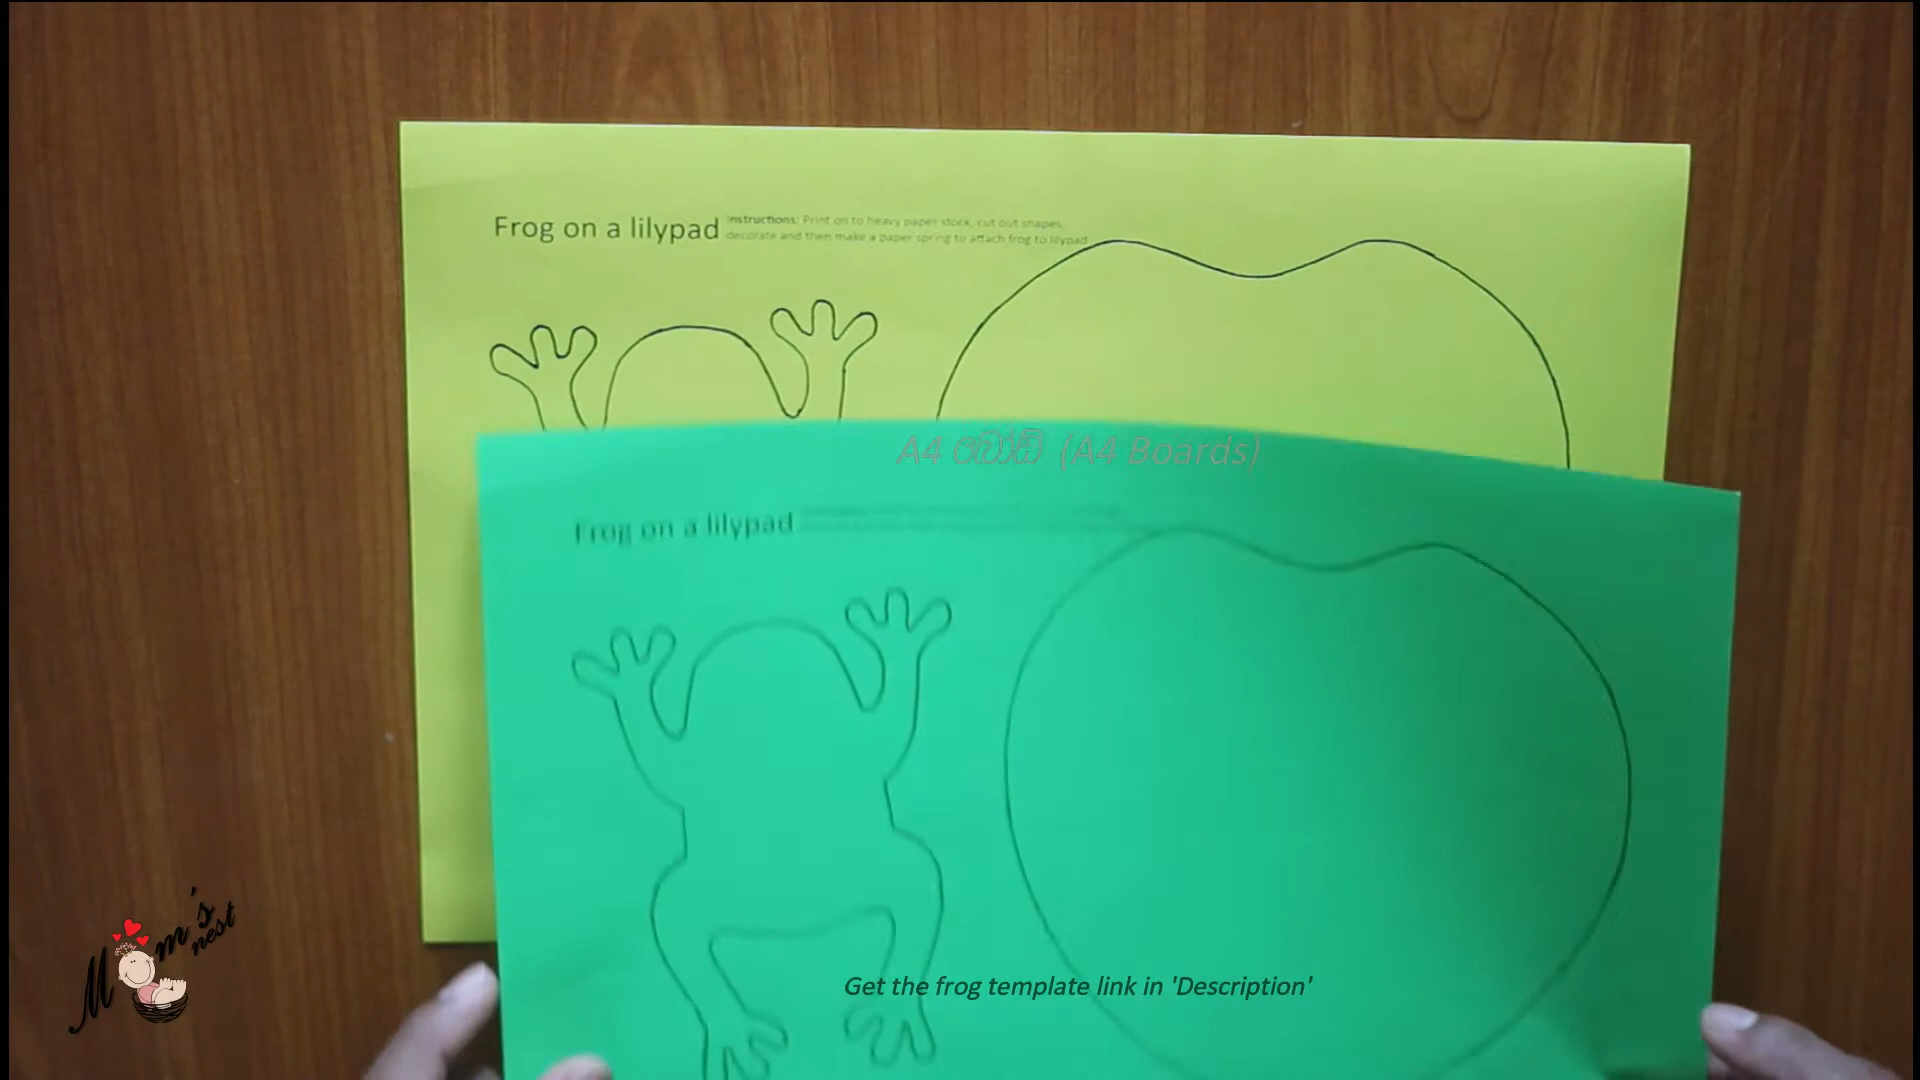 Frog on a lilypad
Instructions: Print on to heavy paper stock, cut out shapes,
decorate and then make a paper spring to attach frog to lilypad
A4 බෝඩ් (A4 Boards)
Frog on a lilypad
Get the frog template link in 'Description'
Mom's
nest